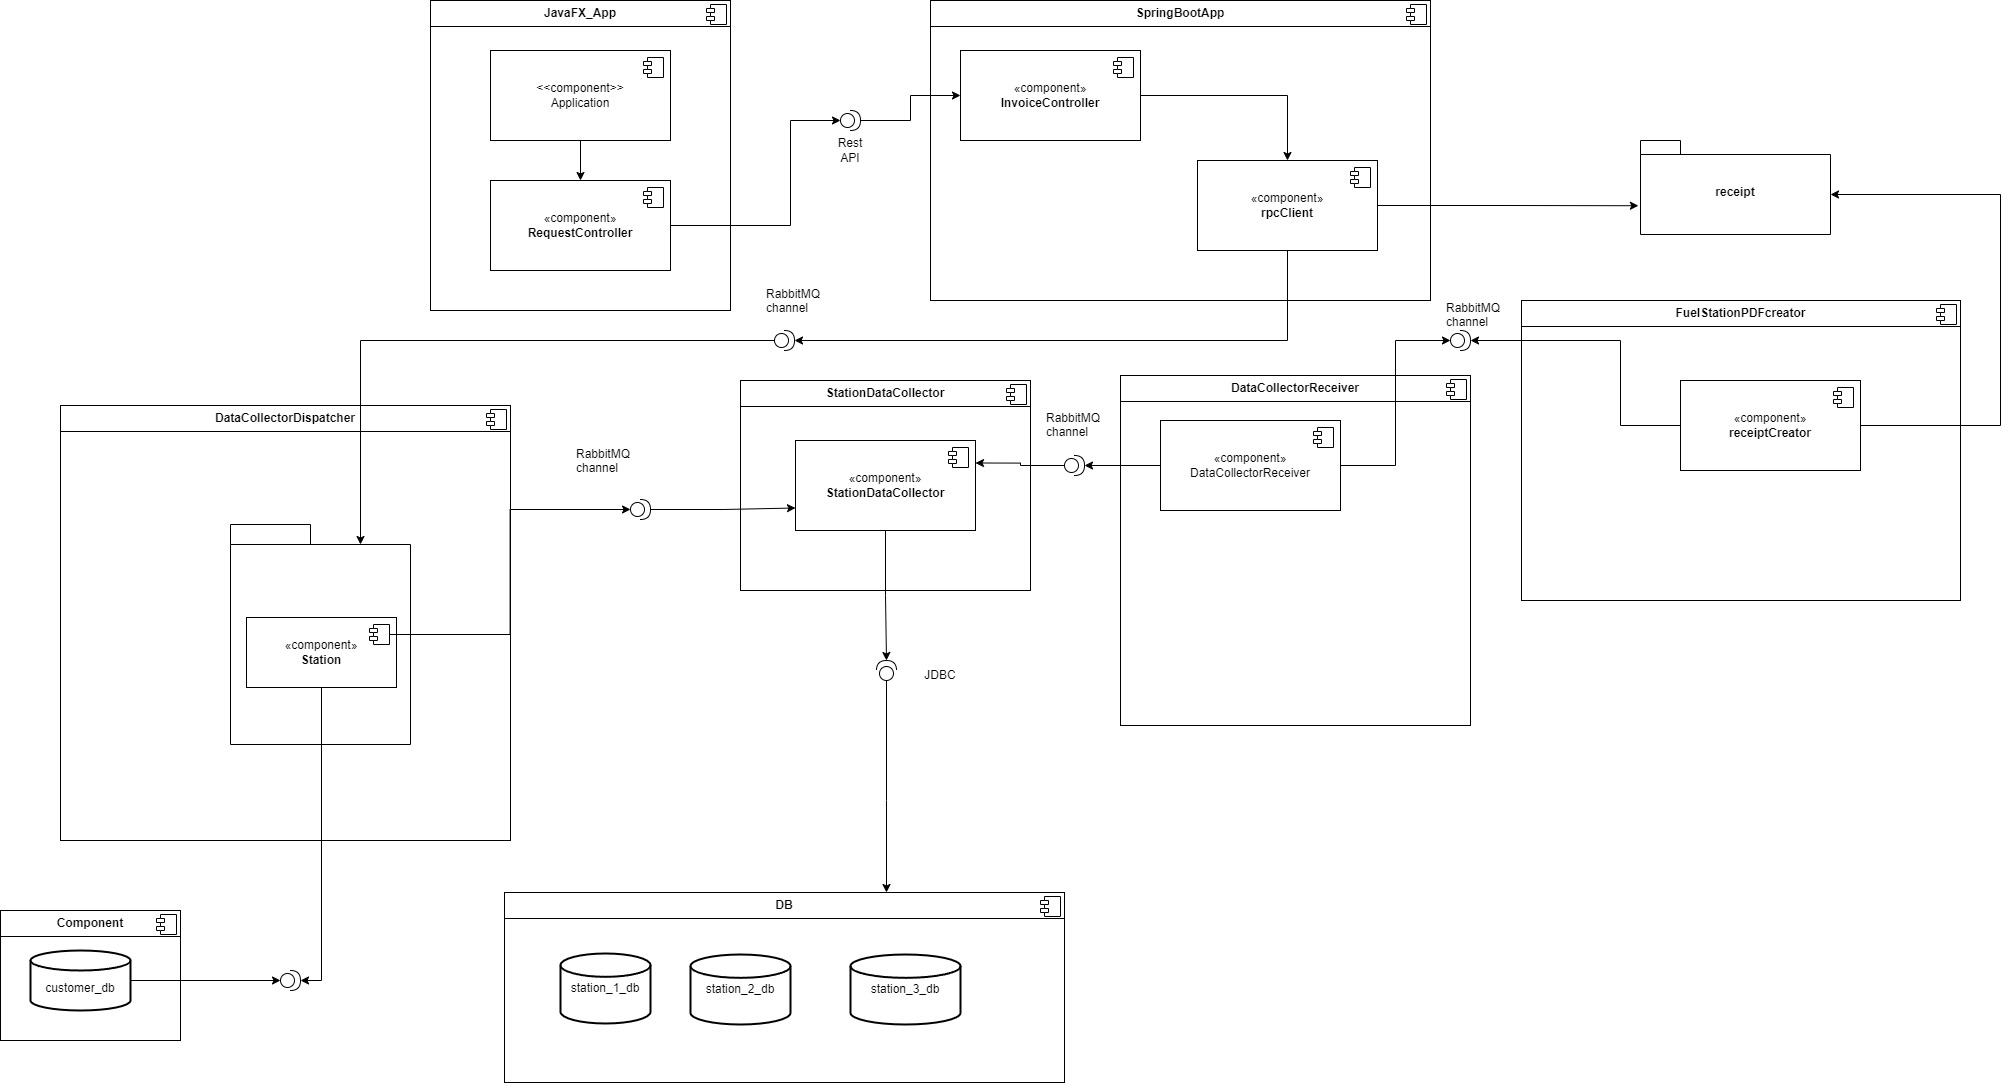 JavaFX_App
<<component>>
Application
«component»
RequestController
Rest
API
SpringBootApp
«component»
InvoiceController
«component»
rpcClient
receipt
RabbitMQ
channel
RabbitMQ
channel
FuelStationPDFcreator
«component»
receiptCreator
DataCollectorDispatcher
RabbitMQ
channel
«component»
Station
StationDataCollector
«component»
StationDataCollector
RabbitMQ
channel
DataCollectorReceiver
«component»
DataCollectorReceiver
JDBC
Component
customer_db
DB
station_1_db
station_2_db
station_3_db